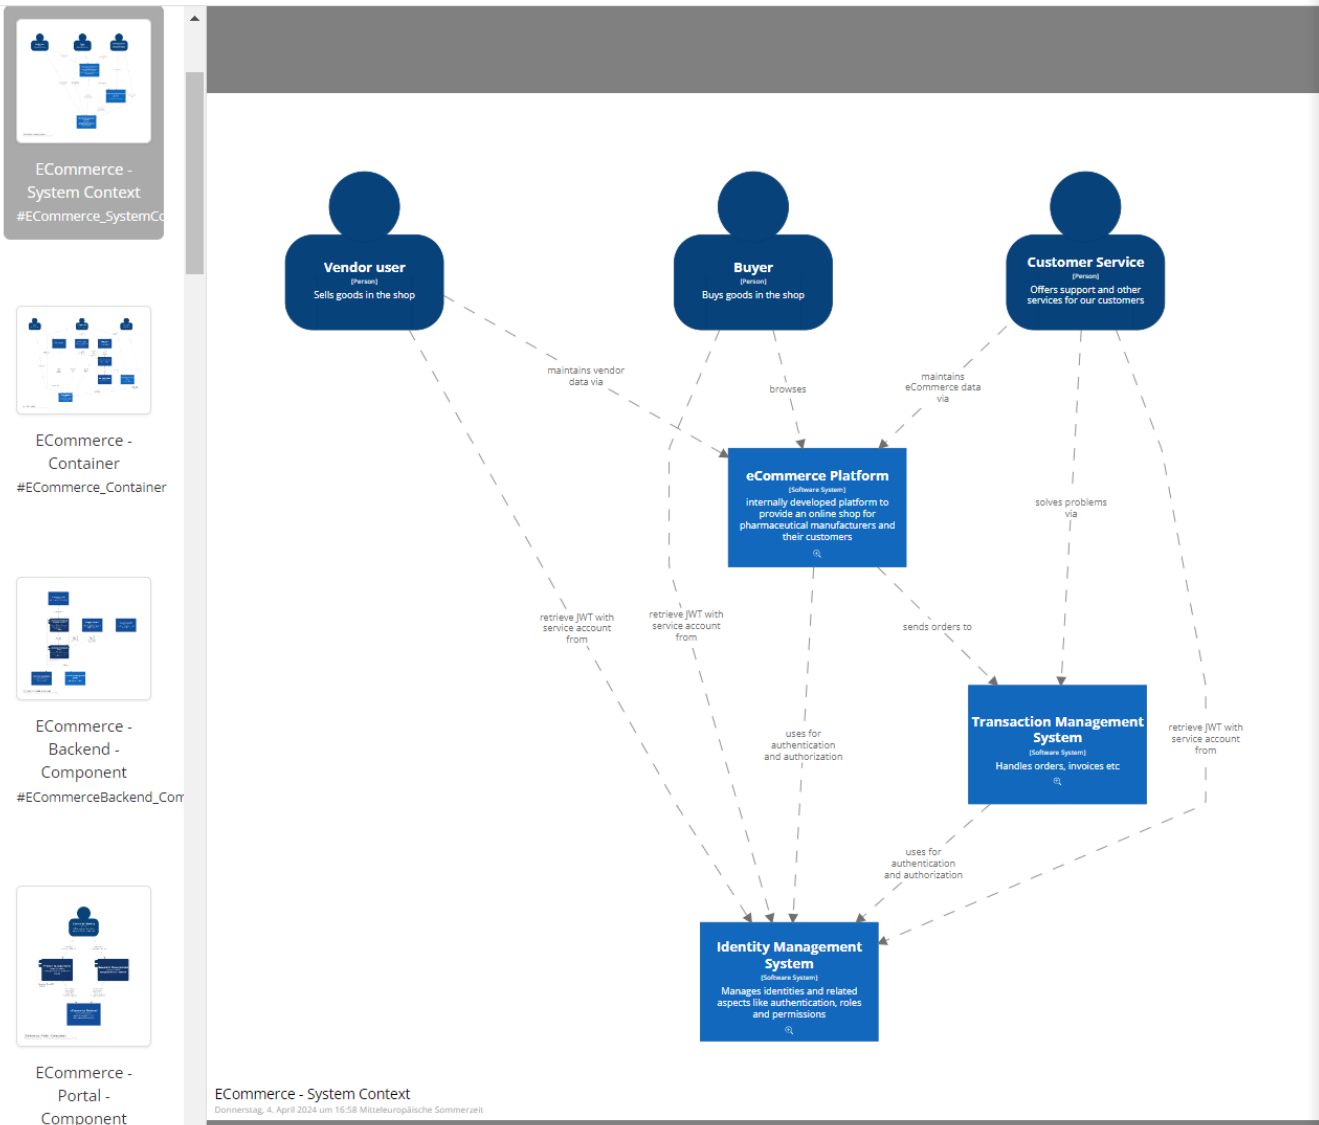 ECommerce -
System Context
#ECommerce_SystemCo
ECommerce -
Container
#ECommerce_Container
ECommerce -
Backend -
Component
#ECommerceBackend_Com
ECommerce -
Portal -
Component
Vendor user
[Person]
Sells goods in the shop
Buyer
[Person]
Buys goods in the shop
Customer Service
[Person]
Offers support and other
services for our customers
maintains vendor
data via
browses
maintains
eCommerce data
via
eCommerce Platform
[Software System]
internally developed platform to
provide an online shop for
pharmaceutical manufacturers and
their customers
solves problems
via
retrieve JWT with
service account
from
retrieve JWT with
service account
from
sends orders to
uses for
authentication
and authorization
Transaction Management
System
[Software System]
Handles orders, invoices etc
retrieve JWT with
service account
from
uses for
authentication
and authorization
Identity Management
System
[Software System]
Manages identities and related
aspects like authentication, roles
and permissions
ECommerce - System Context
Donnerstag, 4. April 2024 um 16:58 Mitteleuropäische Sommerzeit